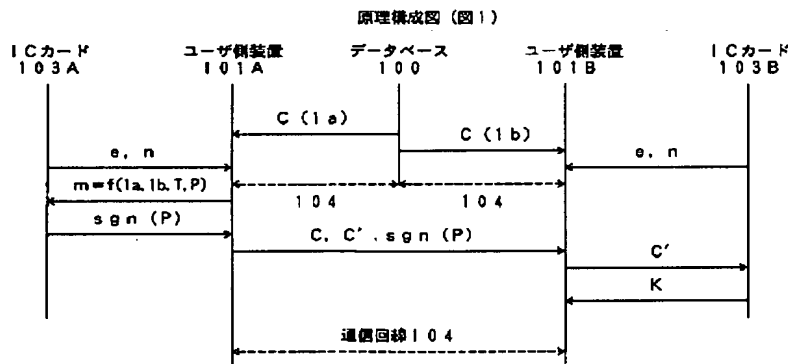 原理構成図 (図1)
ICカード ユーザ側装置 データベース ユーザ側装置 ICカード
103A 101A 100 101B 103B
C (1a)
C (1b)
e, n e, n
m=f(1a,1b,T,P)
104 104
sgn (P)
C, C′, sgn (P)
C′
K
通信回線104